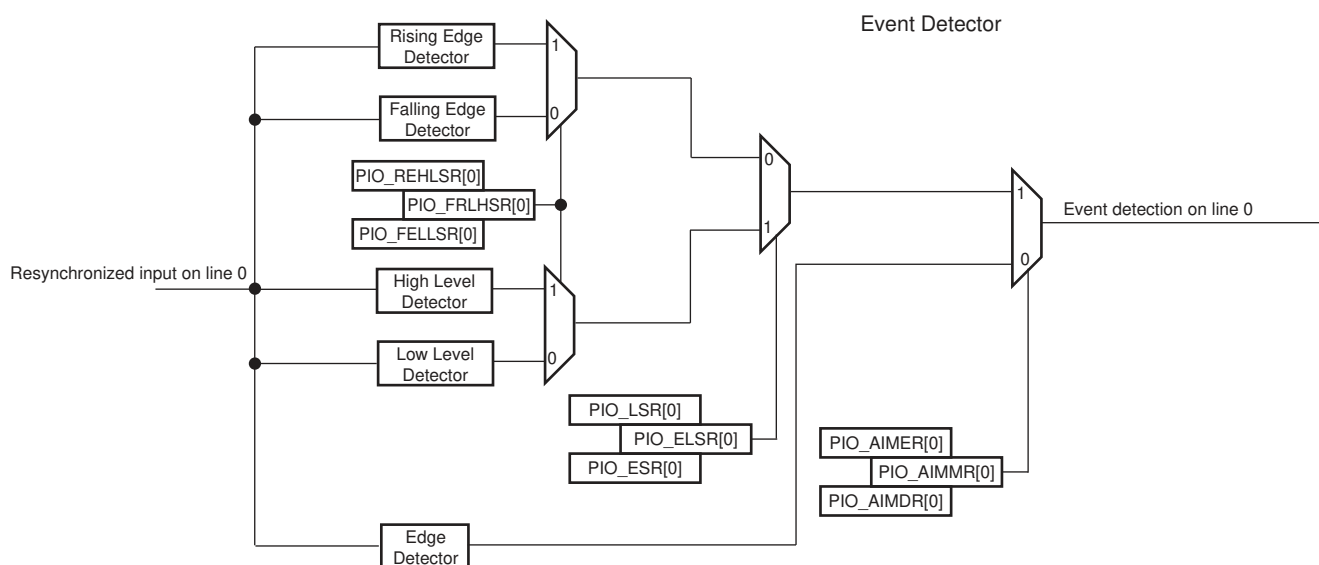 Event Detector
Rising Edge
Detector
1
Falling Edge
Detector
0
PIO_REHLSR[0]
PIO_FRLHSR[0]
PIO_FELLSR[0]
0
1
1
0
Event detection on line 0
Resynchronized input on line 0
High Level
Detector
1
Low Level
Detector
0
PIO_LSR[0]
PIO_ELSR[0]
PIO_ESR[0]
PIO_AIMER[0]
PIO_AIMMR[0]
PIO_AIMDR[0]
Edge
Detector